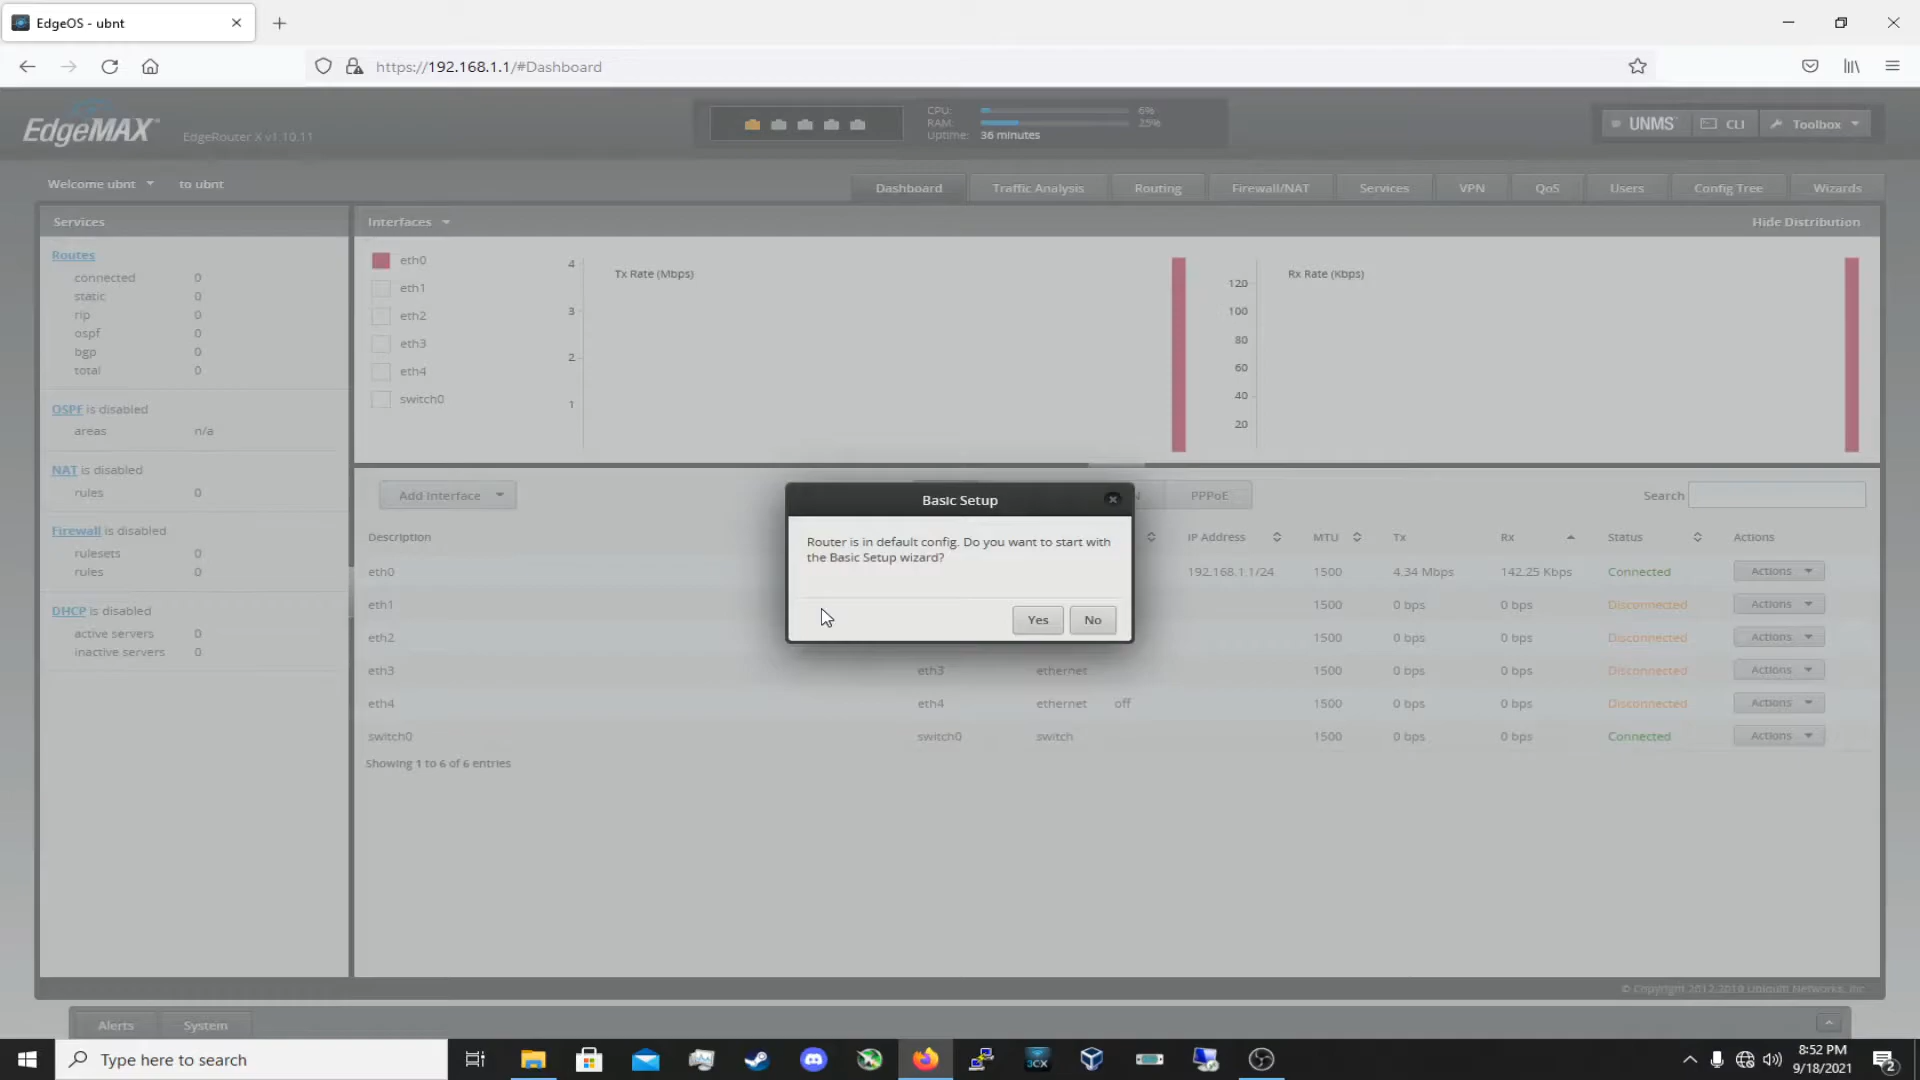 EdgeOS - ubnt
https://192.168.1.1/#Dashboard
EdgeMAX
EdgeRouter X v1.10.11
CPU: 6%
RAM: 25%
Uptime: 36 minutes
UNMS
CLI
Toolbox
Welcome ubnt
to ubnt
Dashboard
Traffic Analysis
Routing
Firewall/NAT
Services
VPN
QoS
Users
Config Tree
Wizards
Services
Interfaces
Hide Distribution
Routes
connected 0
static 0
rip 0
ospf 0
bgp 0
total 0
OSPF is disabled
areas n/a
NAT is disabled
rules 0
Firewall is disabled
rulesets 0
rules 0
DHCP is disabled
active servers 0
inactive servers 0
eth0
eth1
eth2
eth3
eth4
switch0
Tx Rate (Mbps)
4
3
2
1
Rx Rate (Kbps)
120
100
80
60
40
20
Add Interface
PPPoE
Search
Description IP Address MTU Tx Rx Status Actions
eth0 192.168.1.1/24 1500 4.34 Mbps 142.25 Kbps Connected Actions
eth1 1500 0 bps 0 bps Disconnected Actions
eth2 1500 0 bps 0 bps Disconnected Actions
eth3 eth3 ethernet 1500 0 bps 0 bps Disconnected Actions
eth4 eth4 ethernet off 1500 0 bps 0 bps Disconnected Actions
switch0 switch0 switch 1500 0 bps 0 bps Connected Actions
Showing 1 to 6 of 6 entries
Basic Setup
Router is in default config. Do you want to start with
the Basic Setup wizard?
Yes
No
© Copyright 2012-2019 Ubiquiti Networks, Inc.
Alerts
System
Type here to search
3CX
8:52 PM
9/18/2021
2